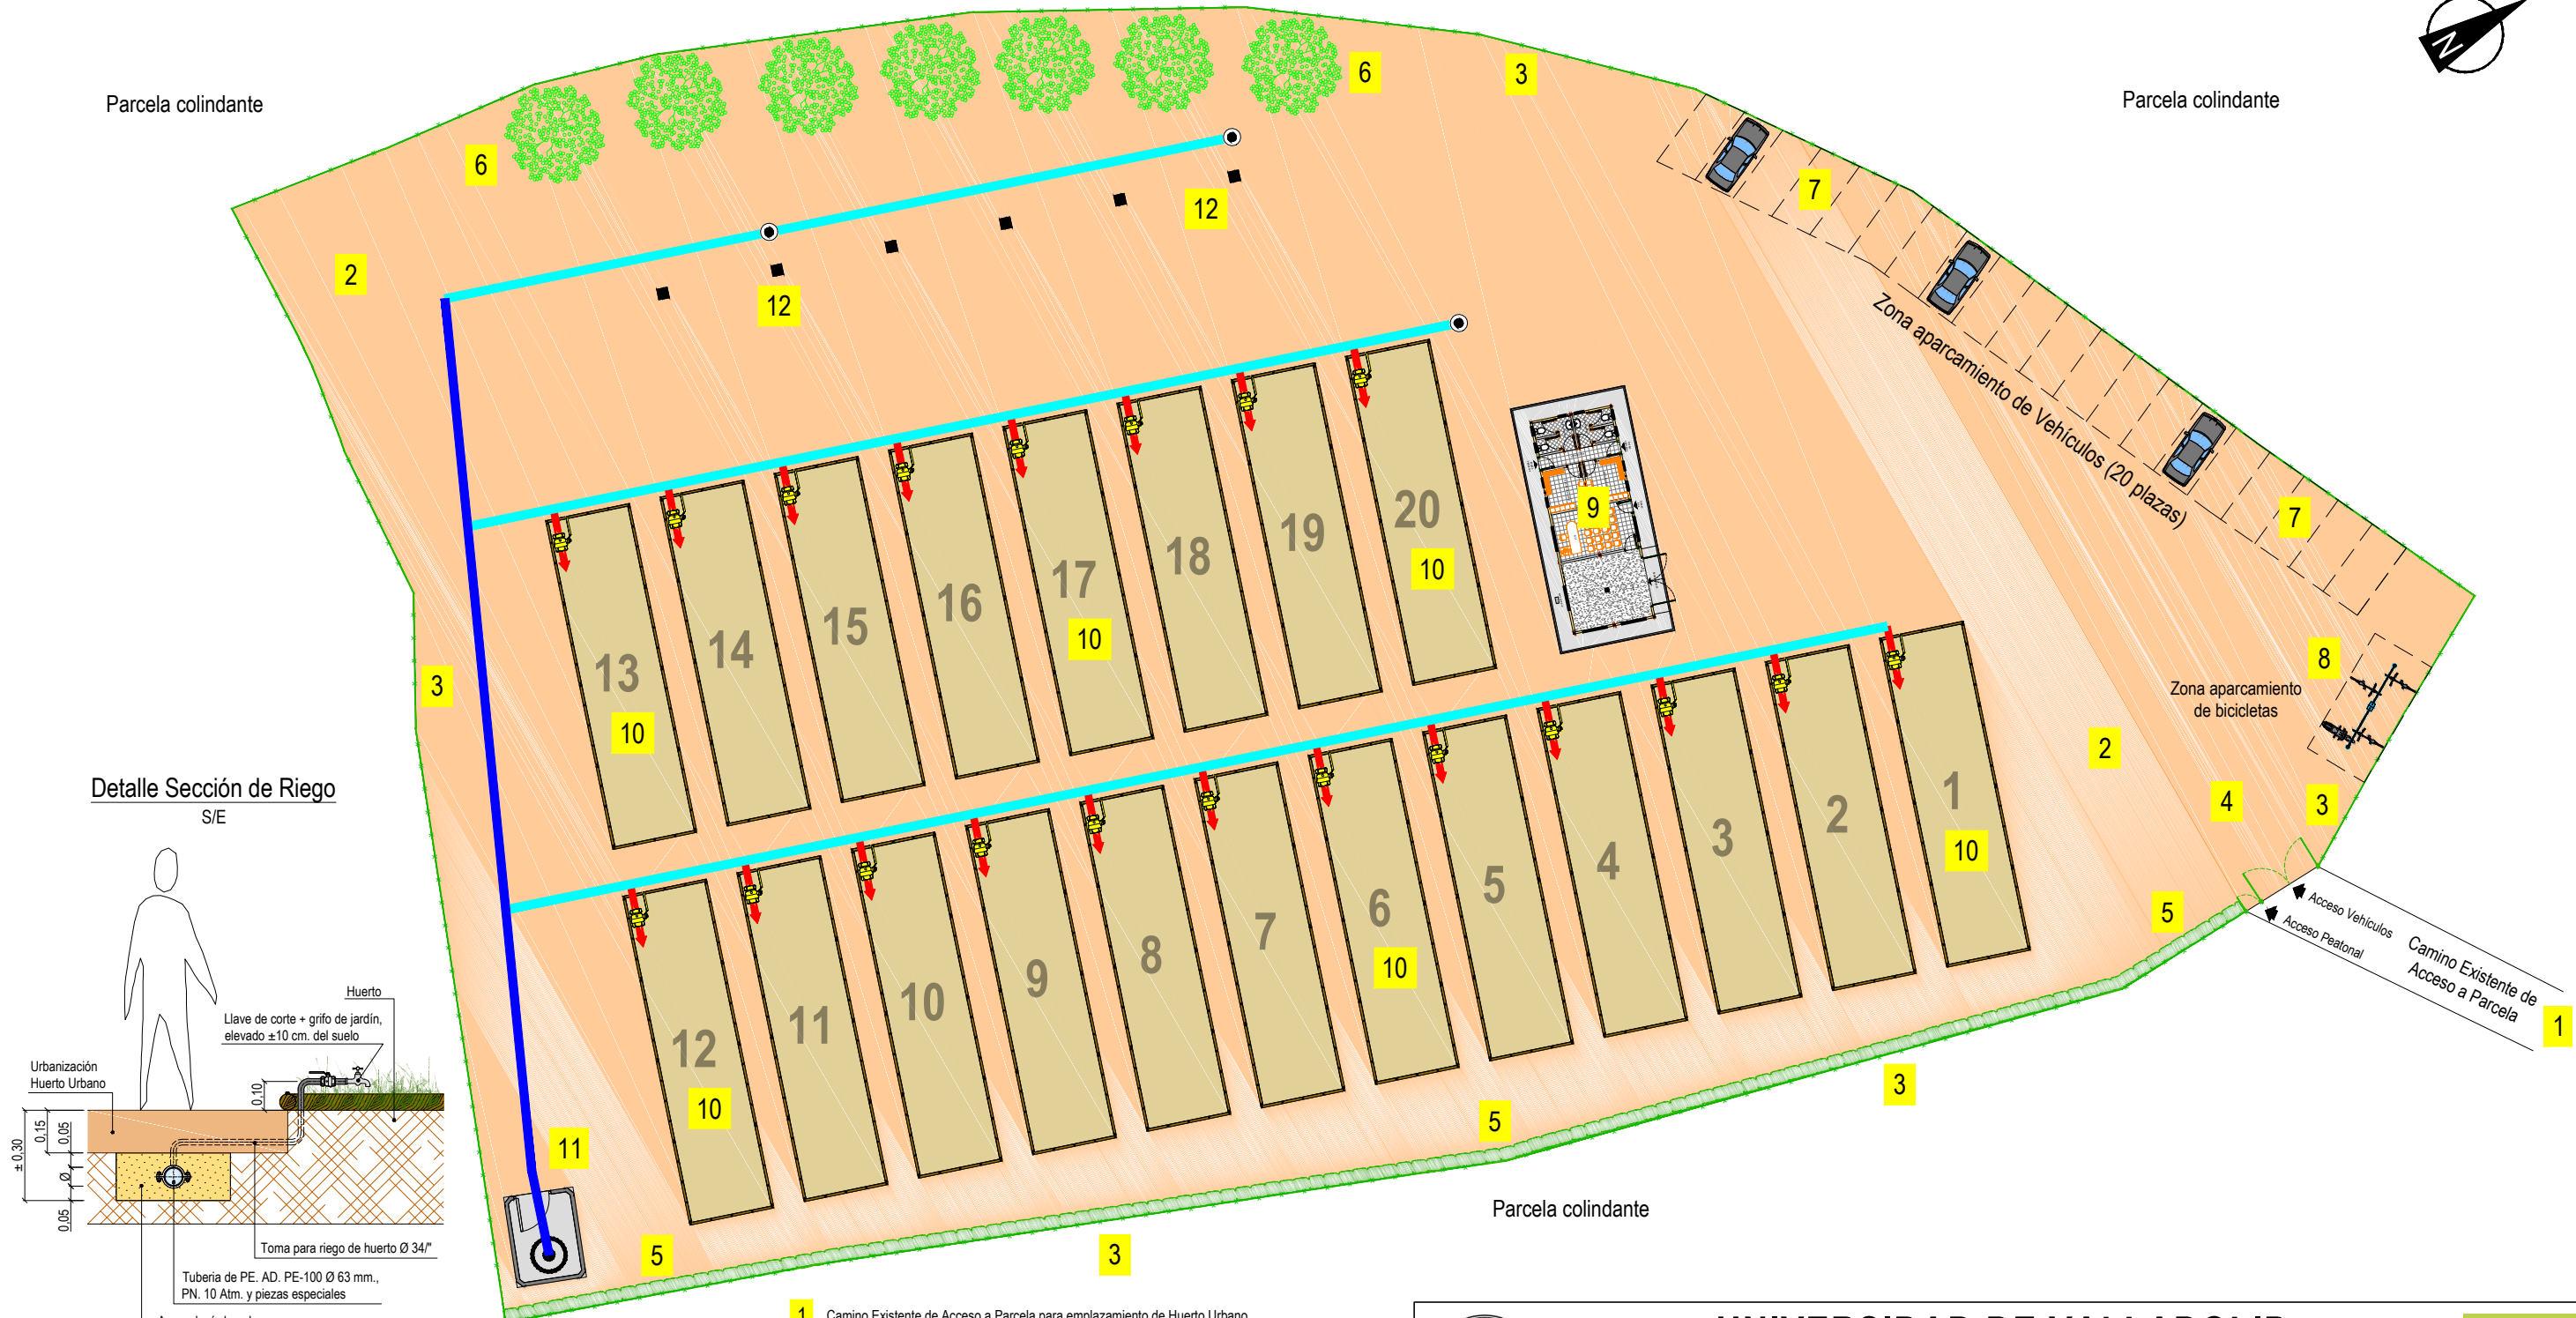 N
Parcela colindante
Parcela colindante
6
3
6
7
12
2
12
Zona aparcamiento de Vehículos (20 plazas)
7
9
20
10
19
18
17
10
16
15
14
13
10
3
8
Zona aparcamiento
de bicicletas
2
4
3
1
10
2
3
4
5
6
10
7
8
9
10
11
12
10
5
Acceso Vehículos
Acceso Peatonal
Camino Existente de
Acceso a Parcela
1
3
5
11
5
3
Parcela colindante
Detalle Sección de Riego
S/E
Huerto
Llave de corte + grifo de jardín,
elevado ±10 cm. del suelo
Urbanización
Huerto Urbano
0,10
± 0,30
0,15
0,05
Ø
0,05
Toma para riego de huerto Ø 34/"
Tuberia de PE. AD. PE-100 Ø 63 mm.,
PN. 10 Atm. y piezas especiales
1 Camino Existente de Acceso a Parcela para emplazamiento de Huerto Urbano
UNIVERSIDAD DE VALLADOLID